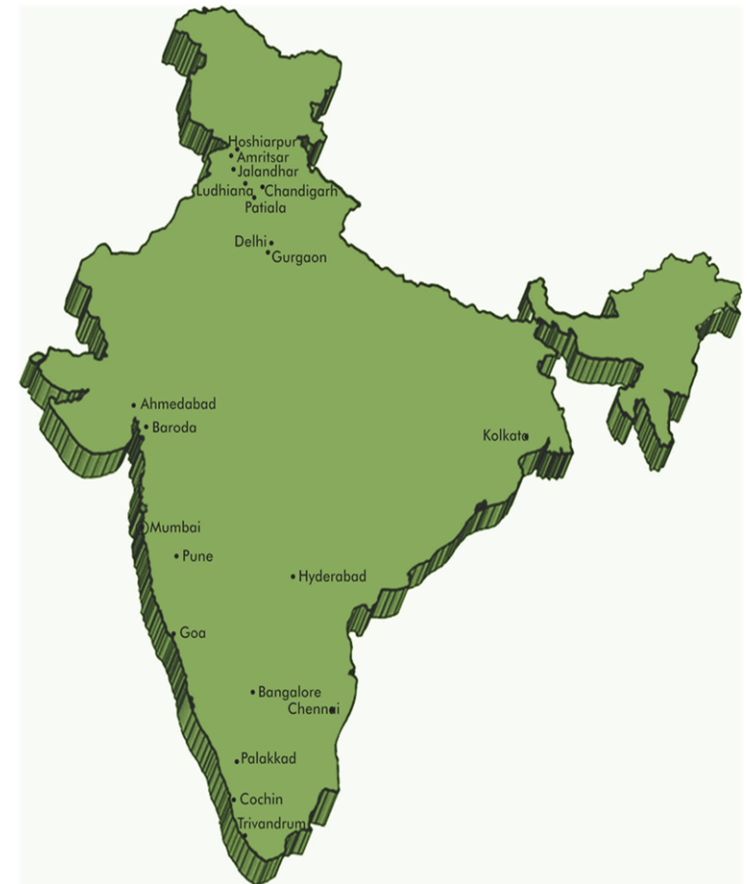 Hoshiarpur
Amritsar
Jalandhar
Ludhiana
Chandigarh
Patiala
Delhi
Gurgaon
Ahmedabad
Baroda
Kolkata
Mumbai
Pune
Hyderabad
Goa
Bangalore
Chennai
Palakkad
Cochin
Trivandrum